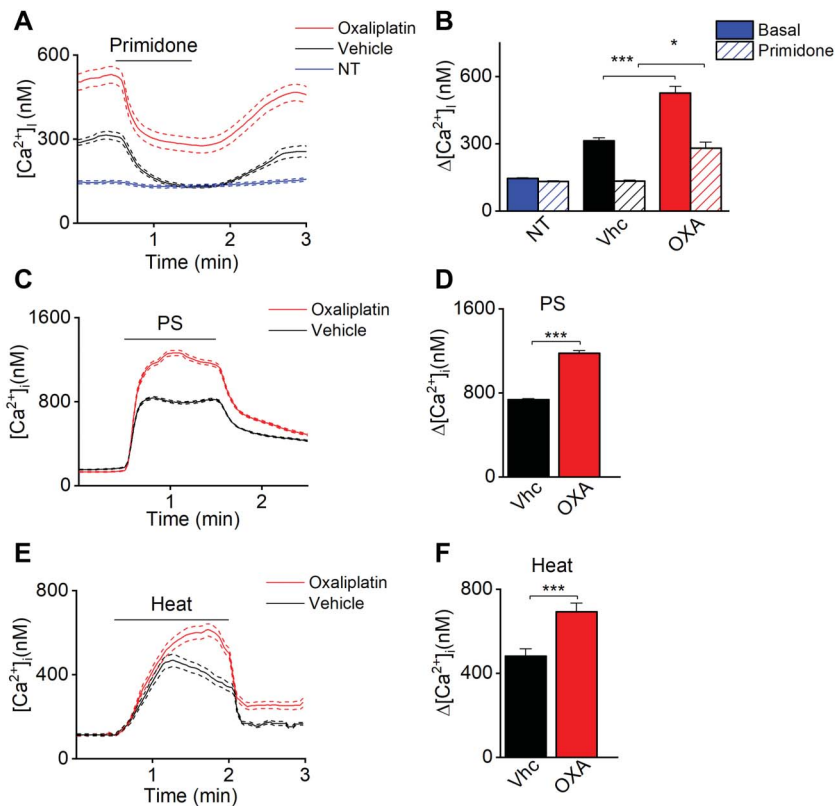 A
Primidone
Oxaliplatin
Vehicle
NT
[Ca²⁺]ᵢ (nM)
600
300
0
1
2
3
Time (min)
B
Basal
Primidone
***
*
Δ[Ca²⁺]ᵢ (nM)
600
300
0
NT
Vhc
OXA
C
PS
Oxaliplatin
Vehicle
[Ca²⁺]ᵢ(nM)
1600
800
0
1
2
Time (min)
D
PS
***
Δ[Ca²⁺]ᵢ(nM)
1600
800
0
Vhc
OXA
E
Heat
Oxaliplatin
Vehicle
[Ca²⁺]ᵢ(nM)
800
400
0
1
2
3
Time (min)
F
Heat
***
Δ[Ca²⁺]ᵢ(nM)
800
400
0
Vhc
OXA